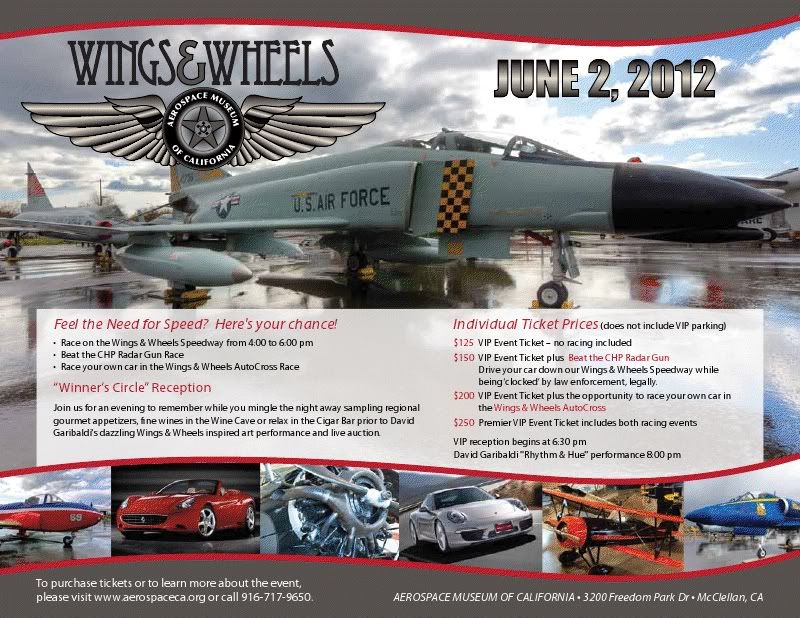 WINGS&WHEELS
AEROSPACE MUSEUM
OF CALIFORNIA
JUNE 2, 2012
U.S. AIR FORCE
Feel the Need for Speed? Here's your chance!
• Race on the Wings & Wheels Speedway from 4:00 to 6:00 pm
• Beat the CHP Radar Gun Race
• Race your own car in the Wings & Wheels AutoCross Race
"Winner's Circle" Reception
Join us for an evening to remember while you mingle the night away sampling regional
gourmet appetizers, fine wines in the Wine Cave or relax in the Cigar Bar prior to David
Garibaldi's dazzling Wings & Wheels inspired art performance and live auction.
Individual Ticket Prices (does not include VIP parking)
$125 VIP Event Ticket – no racing included
$150 VIP Event Ticket plus Beat the CHP Radar Gun
Drive your car down our Wings & Wheels Speedway while
being 'clocked' by law enforcement, legally.
$200 VIP Event Ticket plus the opportunity to race your own car in
the Wings & Wheels AutoCross
$250 Premier VIP Event Ticket includes both racing events
VIP reception begins at 6:30 pm
David Garibaldi "Rhythm & Hue" performance 8:00 pm
To purchase tickets or to learn more about the event,
please visit www.aerospaceca.org or call 916-717-9650.
AEROSPACE MUSEUM OF CALIFORNIA • 3200 Freedom Park Dr • McClellan, CA